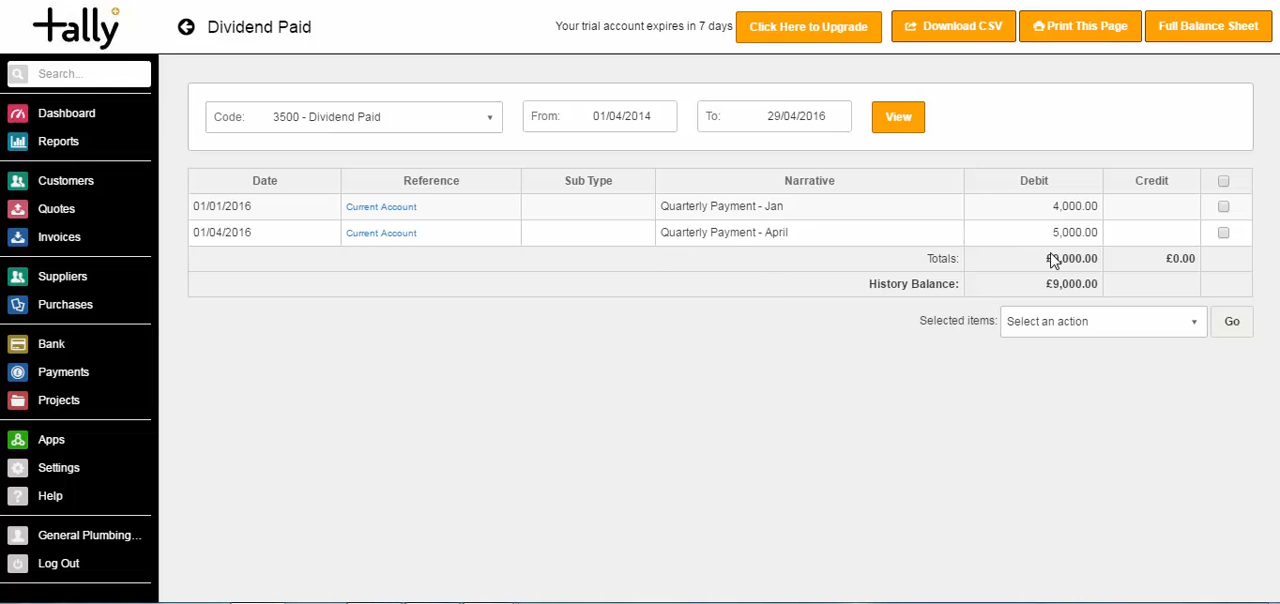 tally
Dividend Paid
Your trial account expires in 7 days
Click Here to Upgrade
Download CSV
Print This Page
Full Balance Sheet
Search...
Dashboard
Reports
Customers
Quotes
Invoices
Suppliers
Purchases
Bank
Payments
Projects
Apps
Settings
Help
General Plumbing...
Log Out
Code: 3500 - Dividend Paid
From: 01/04/2014
To: 29/04/2016
View
Date Reference Sub Type Narrative Debit Credit
01/01/2016 Current Account Quarterly Payment - Jan 4,000.00
01/04/2016 Current Account Quarterly Payment - April 5,000.00
Totals: £0.00
History Balance: £9,000.00
Selected items: Select an action Go